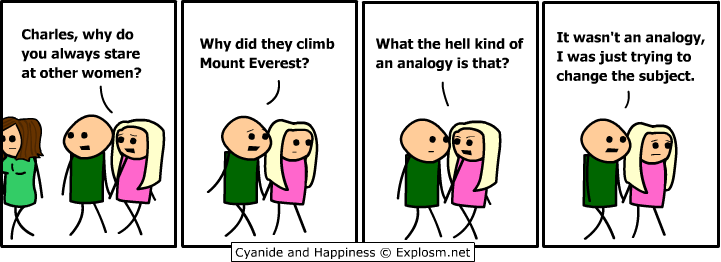 Charles, why do
you always stare
at other women?
Why did they climb
Mount Everest?
What the hell kind of
an analogy is that?
It wasn't an analogy,
I was just trying to
change the subject.
Cyanide and Happiness © Explosm.net